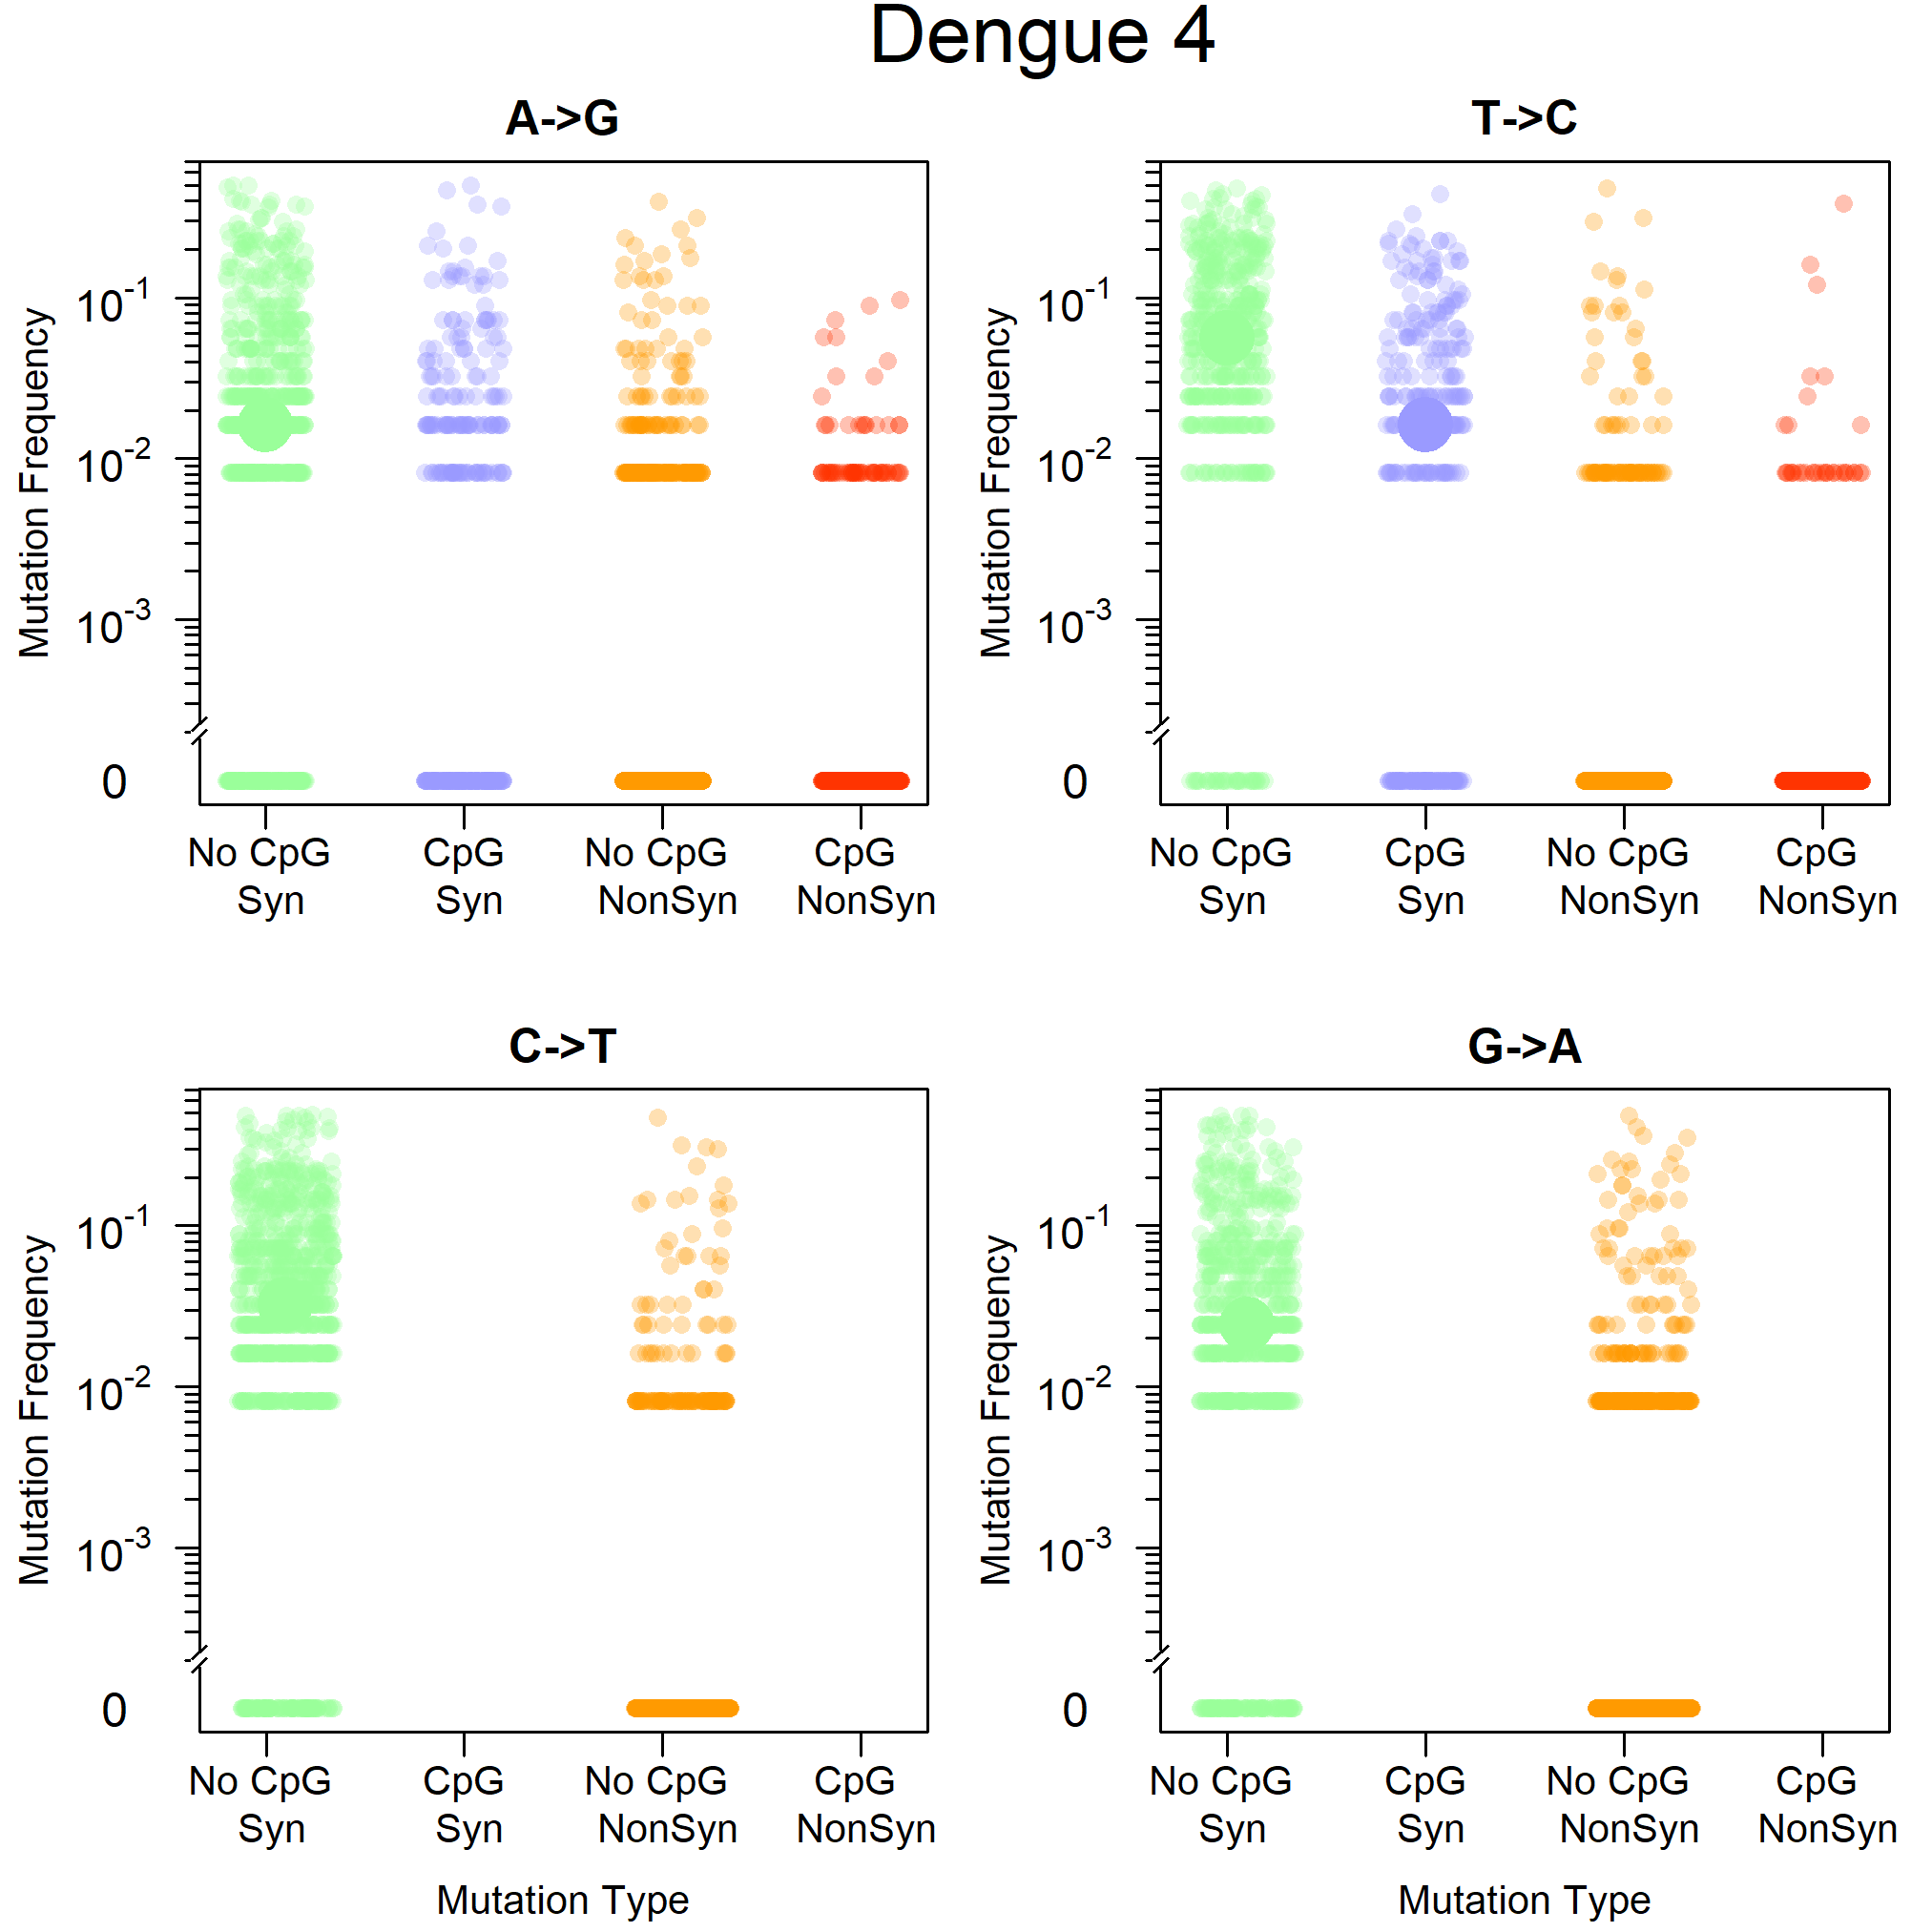 Dengue 4
A->G
Mutation Frequency
10-1
10-2
10-3
0
No CpG CpG No CpG CpG
Syn Syn NonSyn NonSyn
T->C
Mutation Frequency
10-1
10-2
10-3
0
No CpG CpG No CpG CpG
Syn Syn NonSyn NonSyn
C->T
Mutation Frequency
10-1
10-2
10-3
0
No CpG CpG No CpG CpG
Syn Syn NonSyn NonSyn
Mutation Type
G->A
Mutation Frequency
10-1
10-2
10-3
0
No CpG CpG No CpG CpG
Syn Syn NonSyn NonSyn
Mutation Type